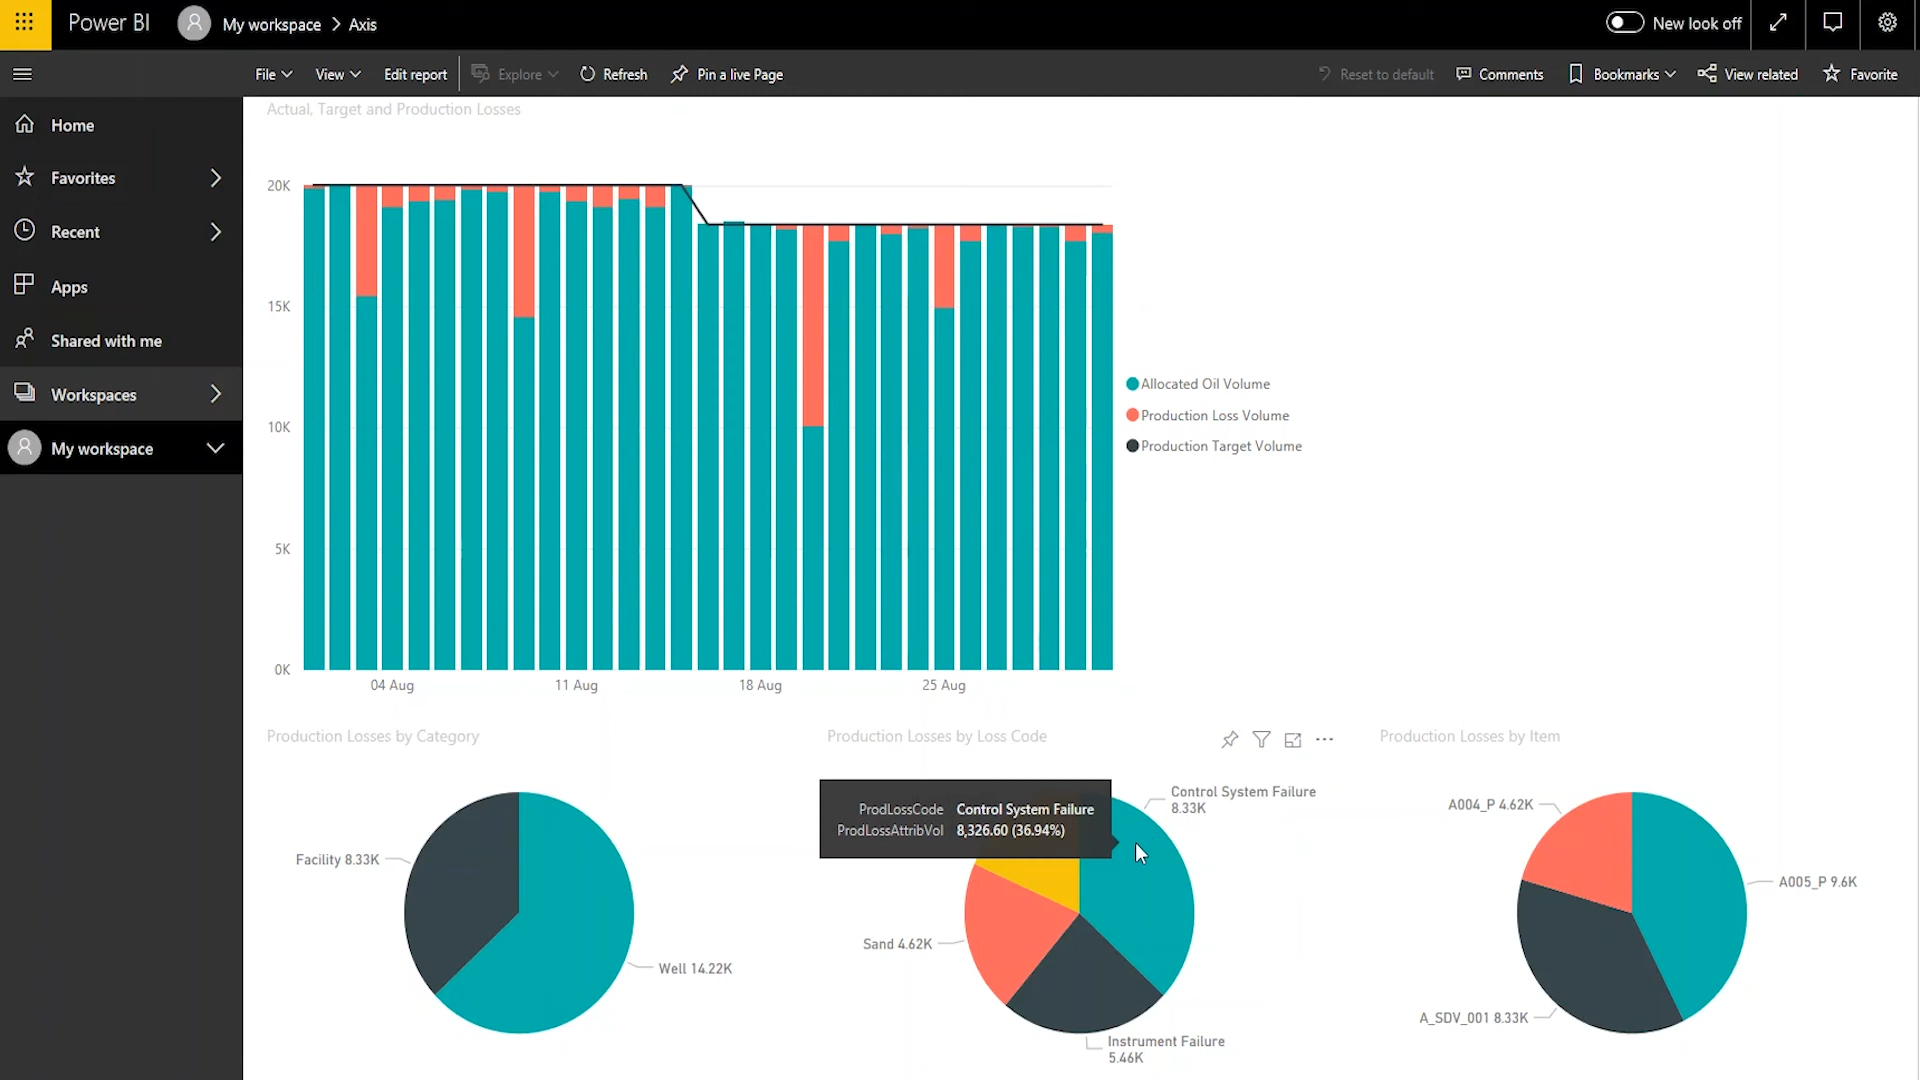 Power BI
My workspace > Axis
New look off
File
View
Edit report
Explore
Refresh
Pin a live Page
Reset to default
Comments
Bookmarks
View related
Favorite
Home
Favorites
Recent
Apps
Shared with me
Workspaces
My workspace
Actual, Target and Production Losses
20K
15K
10K
5K
0K
04 Aug
11 Aug
18 Aug
25 Aug
Allocated Oil Volume
Production Loss Volume
Production Target Volume
Production Losses by Category
Facility 8.33K
Well 14.22K
Production Losses by Loss Code
ProdLossCode Control System Failure
ProdLossAttribVol 8,326.60 (36.94%)
Control System Failure
8.33K
Sand 4.62K
Instrument Failure
5.46K
Production Losses by Item
A004_P 4.62K
A005_P 9.6K
A_SDV_001 8.33K